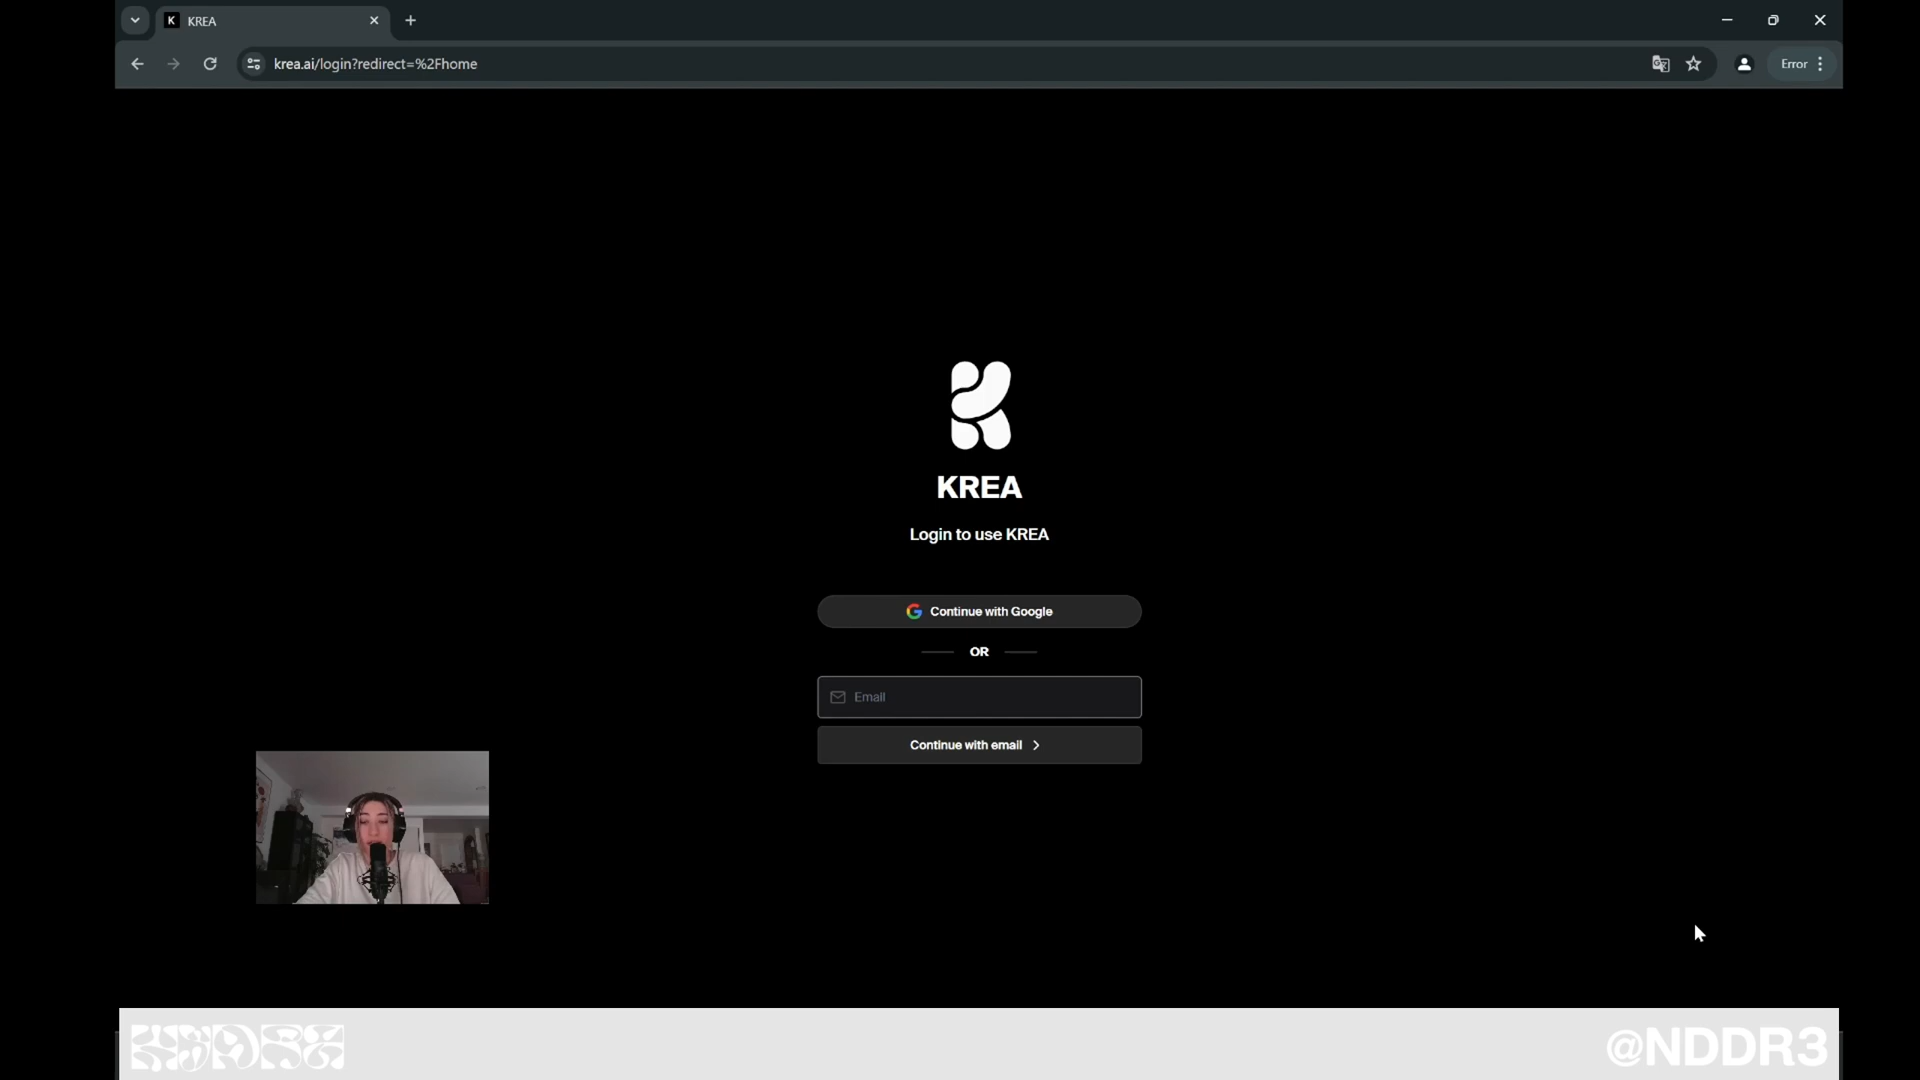 K KREA
krea.ai/login?redirect=%2Fhome
Error
KREA
Login to use KREA
Continue with Google
OR
Email
Continue with email
@NDDR3